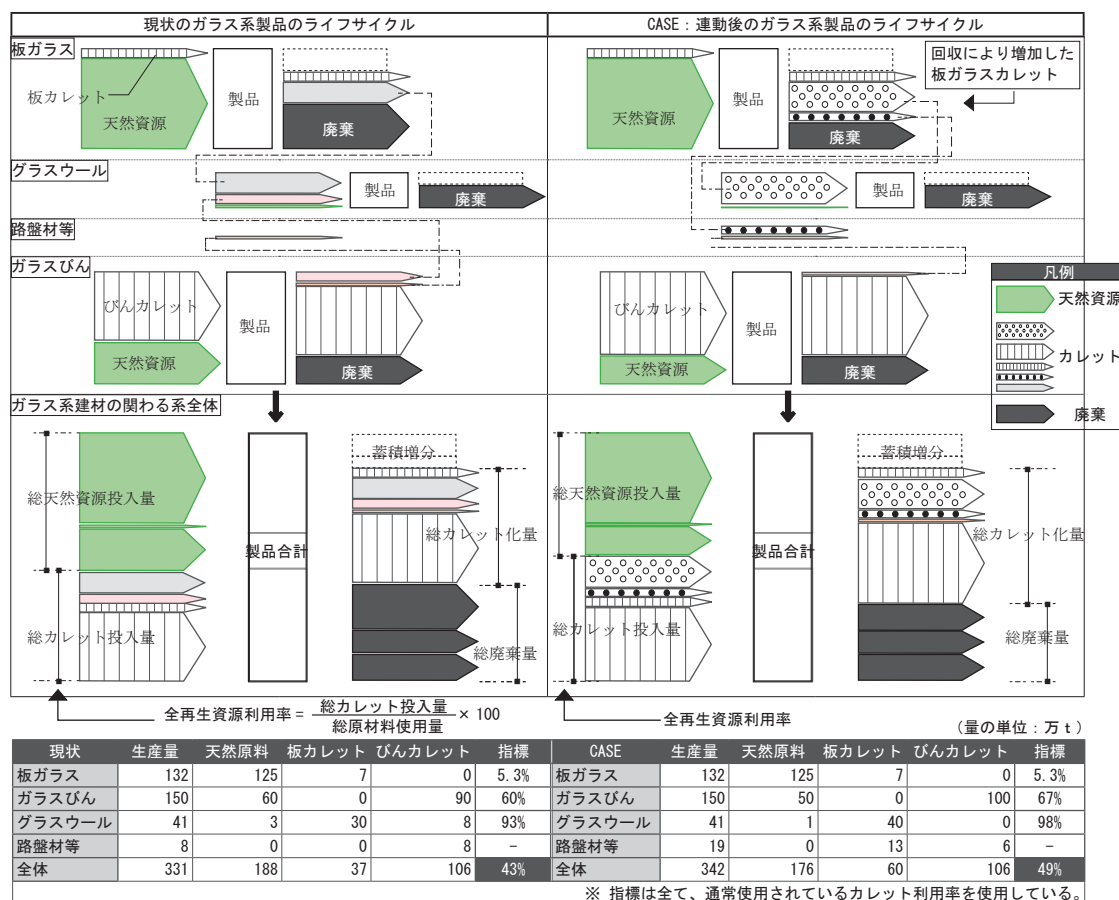 現状のガラス系製品のライフサイクル
CASE：連動後のガラス系製品のライフサイクル
板ガラス
板カレット
天然資源
製品
廃棄
天然資源
製品
廃棄
回収により増加した
板ガラスカレット
グラスウール
製品
廃棄
製品
廃棄
路盤材等
ガラスびん
びんカレット
天然資源
製品
廃棄
びんカレット
天然資源
製品
廃棄
凡例
天然資源
カレット
廃棄
ガラス系建材の関わる系全体
総天然資源投入量
総カレット投入量
製品合計
蓄積増分
総カレット化量
総廃棄量
総天然資源投入量
総カレット投入量
製品合計
蓄積増分
総カレット化量
総廃棄量
全再生資源利用率＝ 総カレット投入量 × 100
総原材料使用量
全再生資源利用率
（量の単位：万ｔ）
現状 生産量 天然原料 板カレット びんカレット 指標 CASE 生産量 天然原料 板カレット びんカレット 指標
板ガラス 132 125 7 0 5.3% 板ガラス 132 125 7 0 5.3%
ガラスびん 150 60 0 90 60% ガラスびん 150 50 0 100 67%
グラスウール 41 3 30 8 93% グラスウール 41 1 40 0 98%
路盤材等 8 0 0 8 − 路盤材等 19 0 13 6 −
全体 331 188 37 106 43% 全体 342 176 60 106 49%
※ 指標は全て、通常使用されているカレット利用率を使用している。